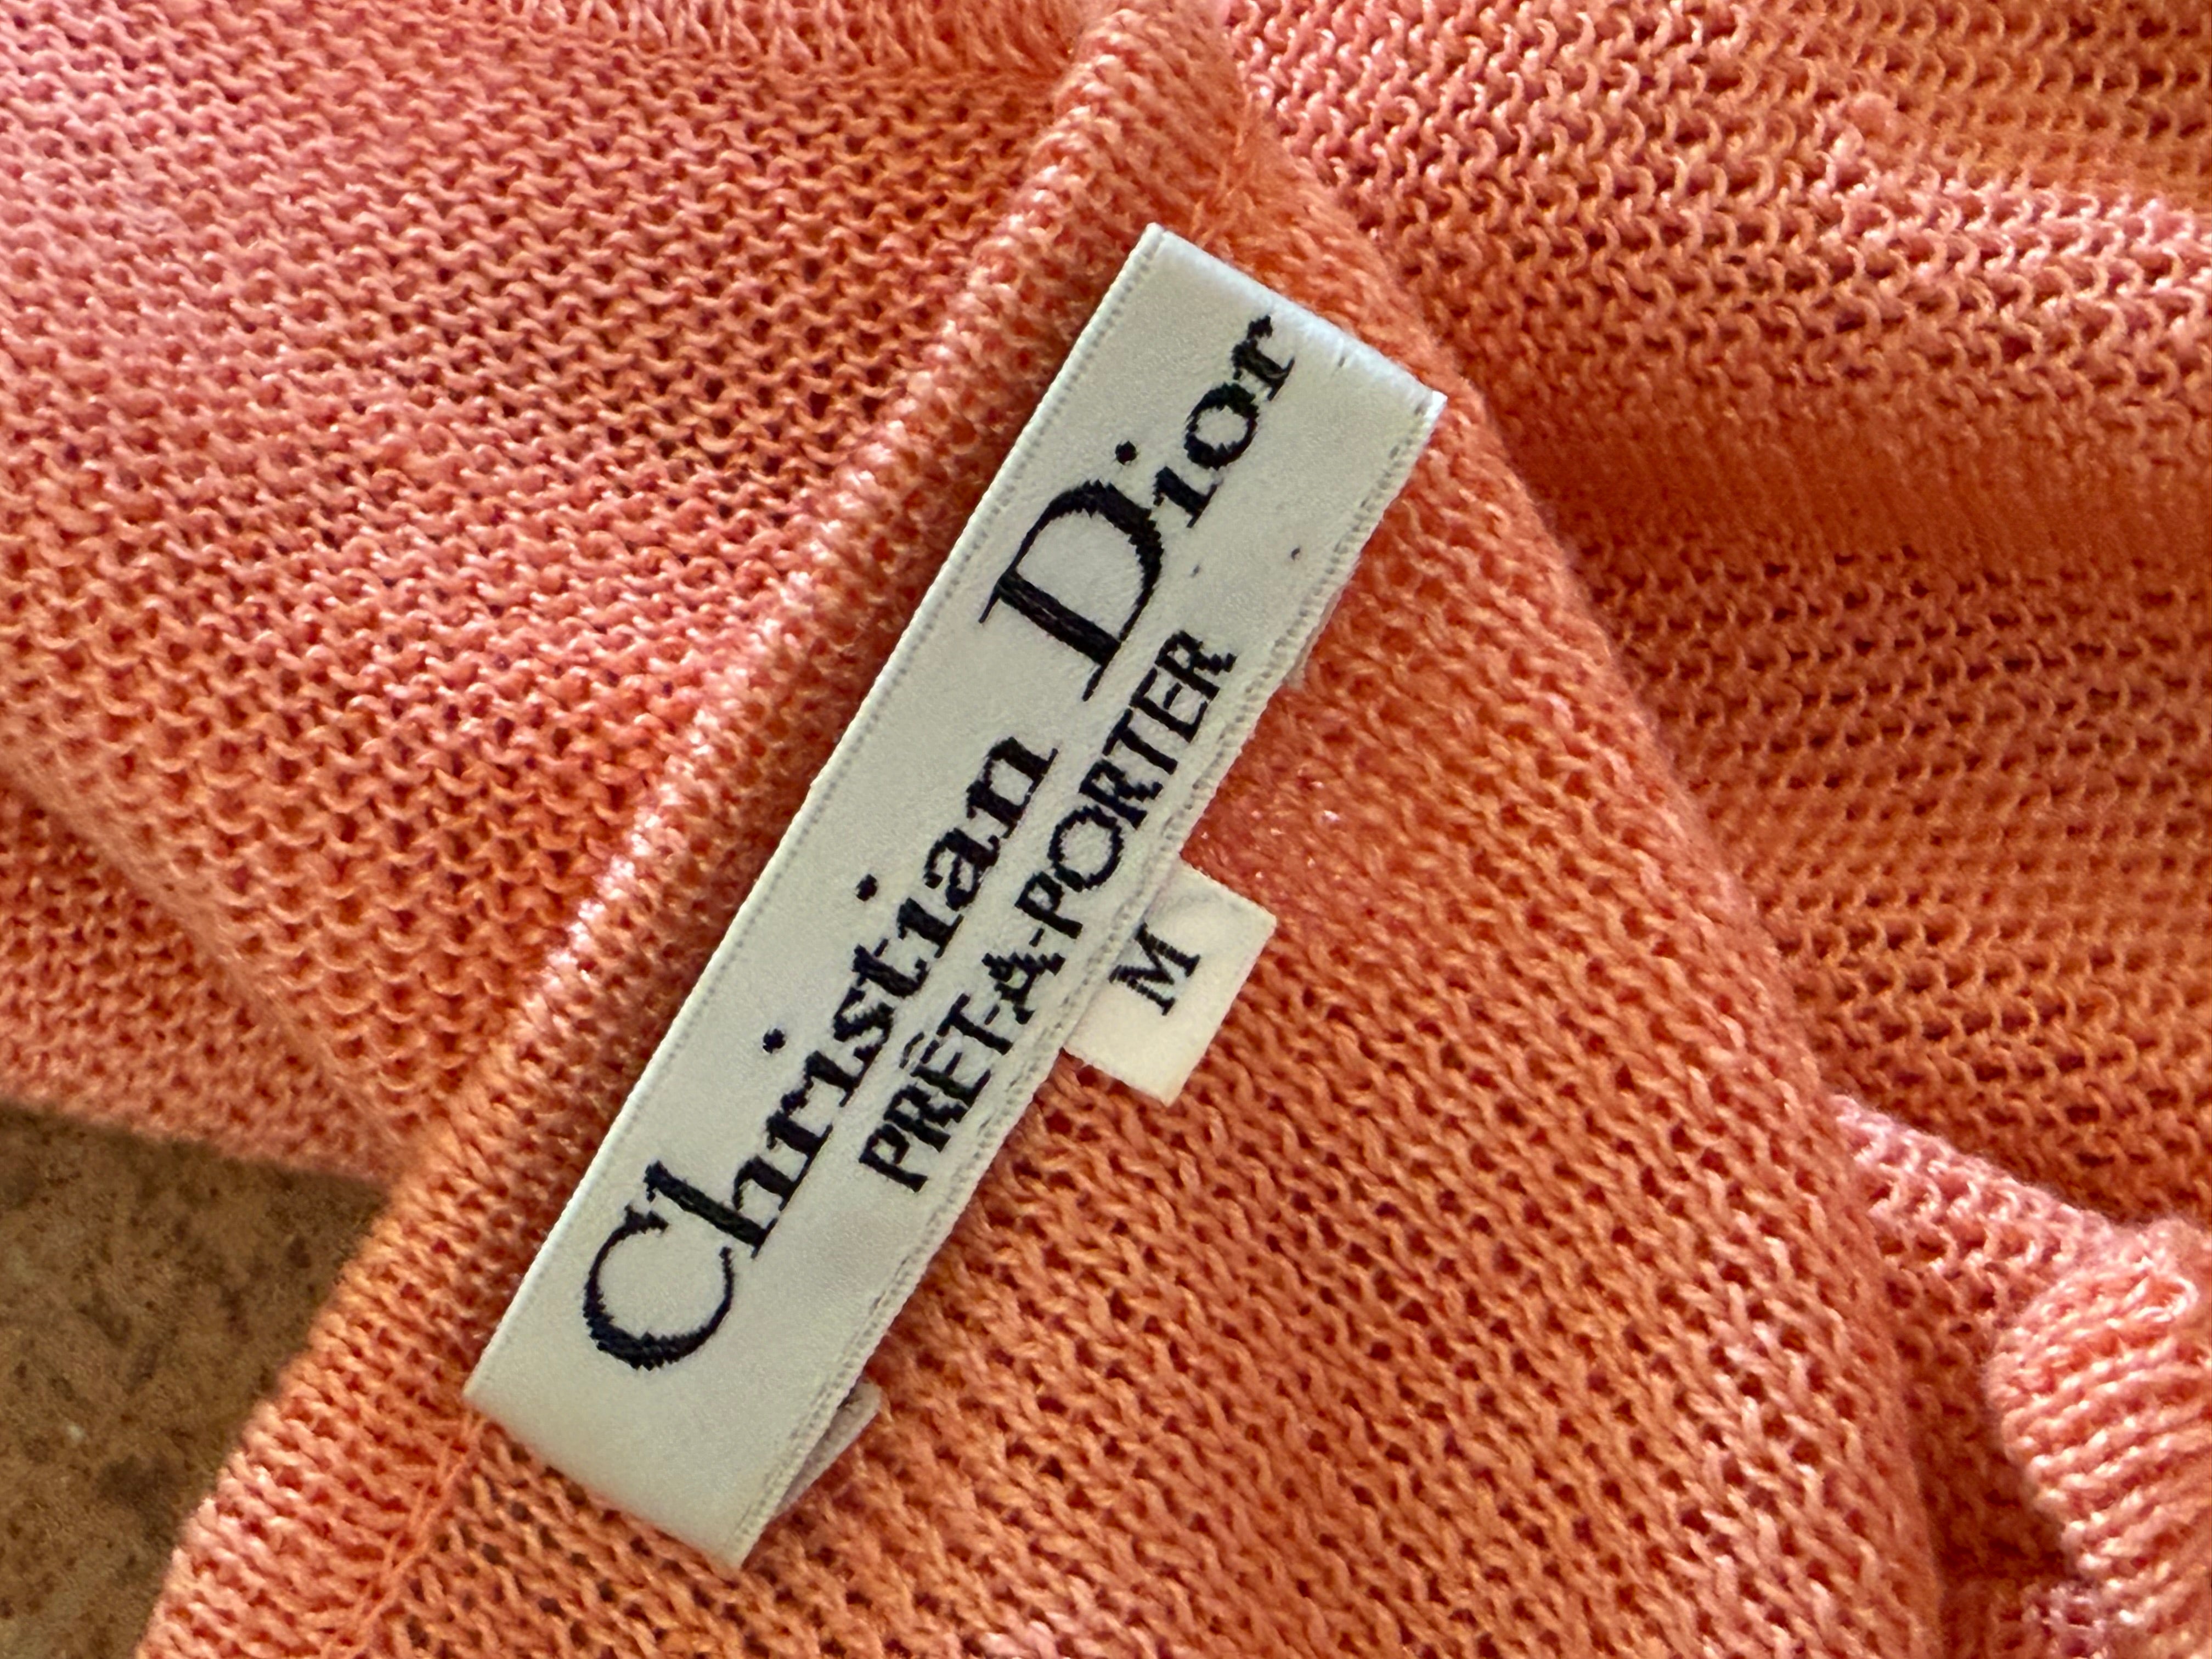 Christian Dior
PRÊT-A-PORTER
M